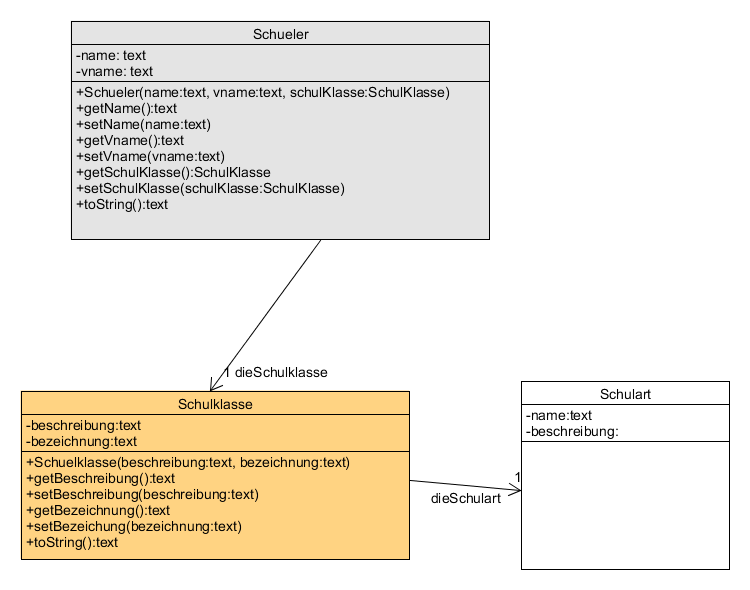 Schueler
-name: text
-vname: text
+Schueler(name:text, vname:text, schulKlasse:SchulKlasse)
+getName():text
+setName(name:text)
+getVname():text
+setVname(vname:text)
+getSchulKlasse():SchulKlasse
+setSchulKlasse(schulKlasse:SchulKlasse)
+toString():text
1 dieSchulklasse
Schulklasse
-beschreibung:text
-bezeichnung:text
+Schuelklasse(beschreibung:text, bezeichnung:text)
+getBeschreibung():text
+setBeschreibung(beschreibung:text)
+getBezeichnung():text
+setBezeichung(bezeichnung:text)
+toString():text
1
dieSchulart
Schulart
-name:text
-beschreibung: